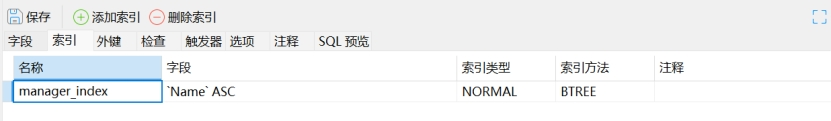 保存 添加索引 删除索引
字段 索引 外键 检查 触发器 选项 注释 SQL 预览
名称 字段 索引类型 索引方法 注释
manager_index `Name` ASC NORMAL BTREE